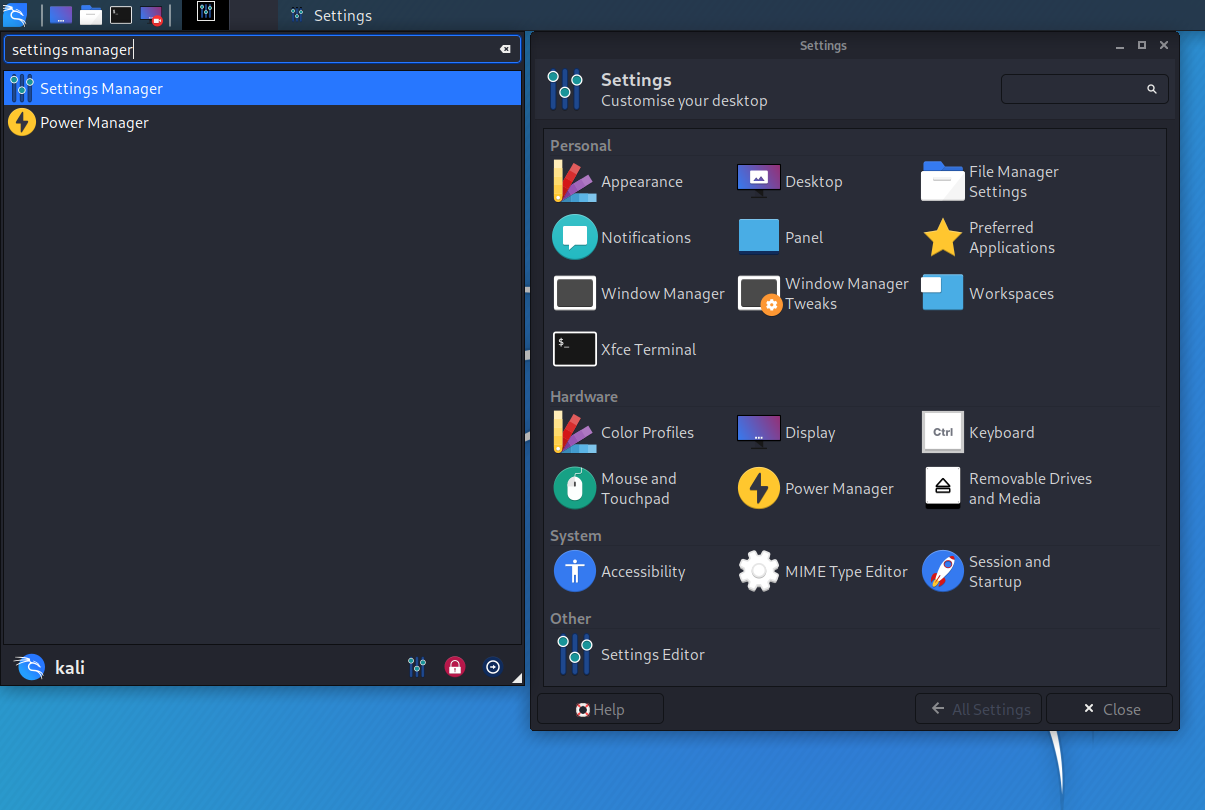 Settings
settings manager
Settings Manager
Power Manager
kali
Settings
Settings
Customise your desktop
Personal
Appearance
Desktop
File Manager
Settings
Notifications
Panel
Preferred
Applications
Window Manager
Window Manager
Tweaks
Workspaces
$_
Xfce Terminal
Hardware
Color Profiles
Display
Ctrl
Keyboard
Mouse and
Touchpad
Power Manager
Removable Drives
and Media
System
Accessibility
MIME Type Editor
Session and
Startup
Other
Settings Editor
Help
All Settings
Close